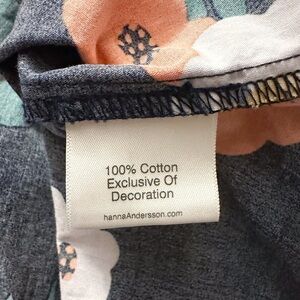 100% Cotton
Exclusive Of
Decoration
hannaAndersson.com